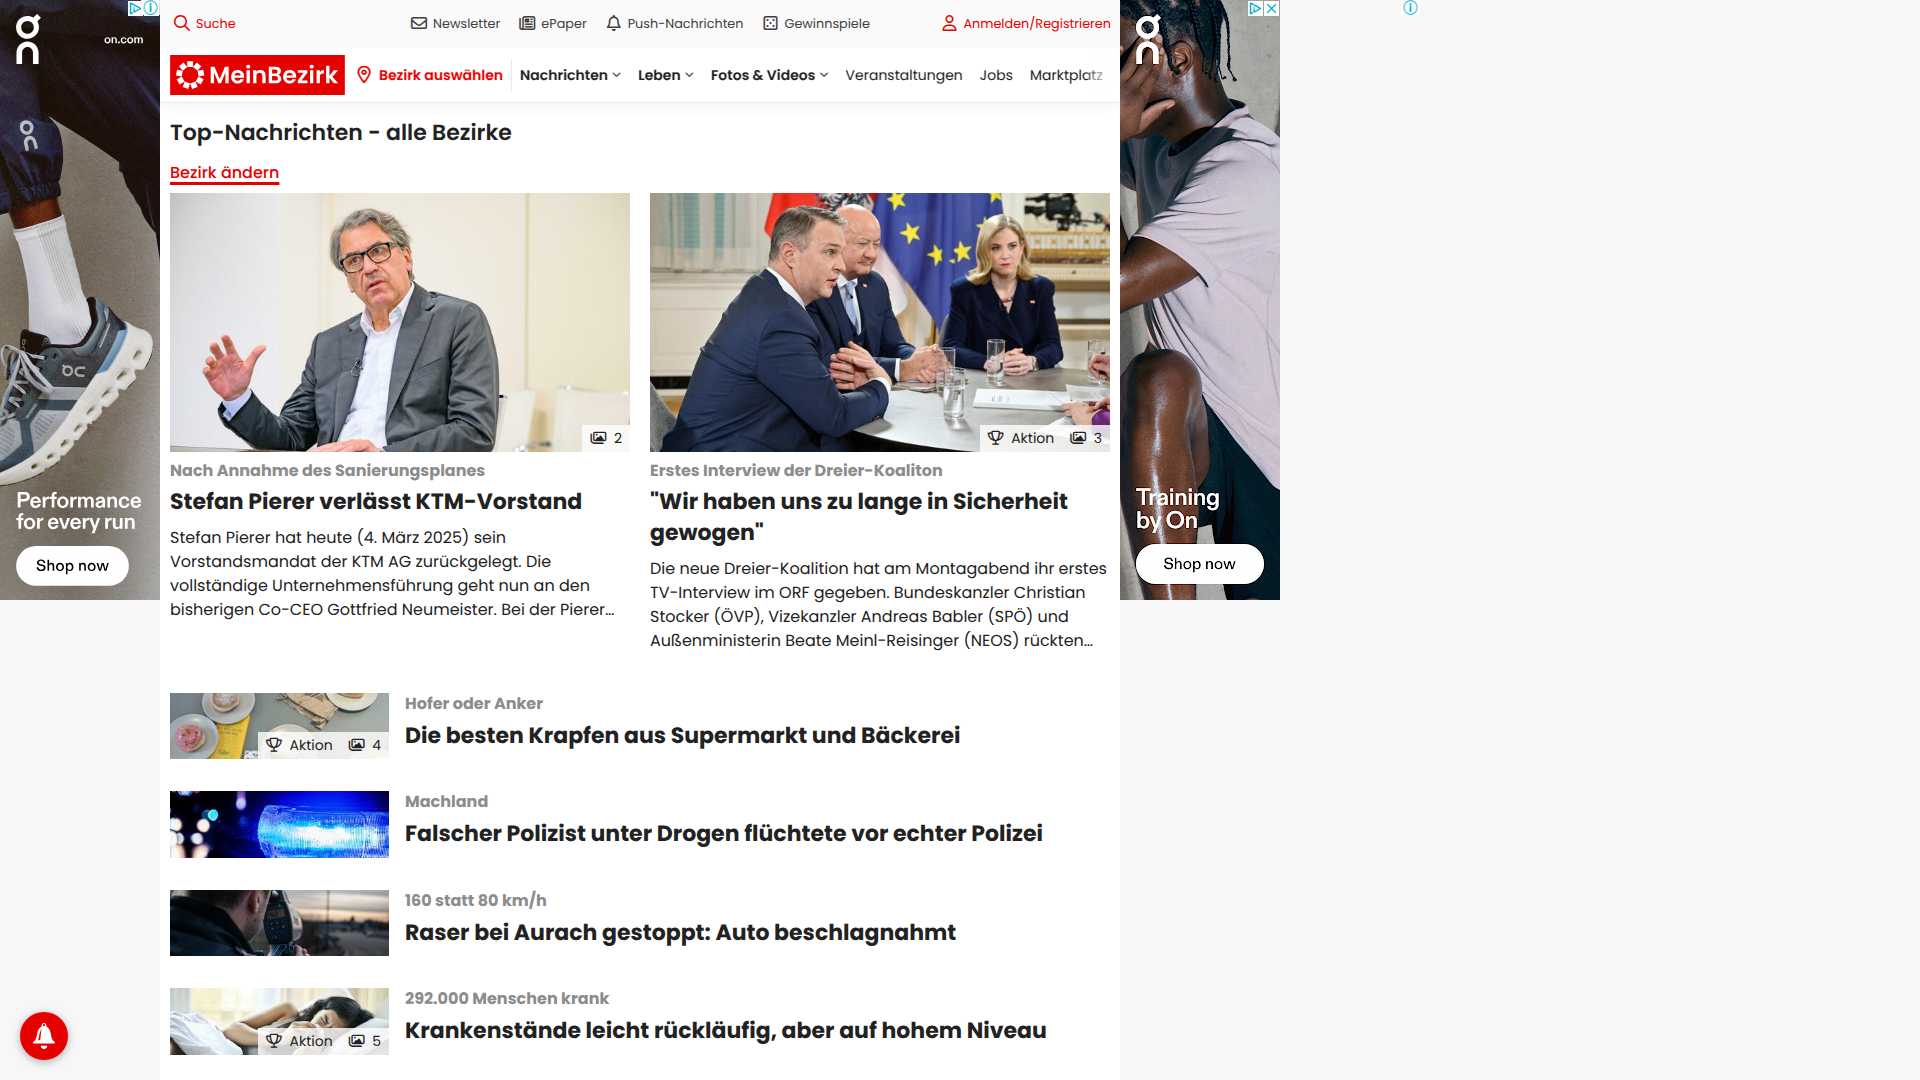 on.com
Performance
for every run
Shop now
Suche
Newsletter
ePaper
Push-Nachrichten
Gewinnspiele
Anmelden/Registrieren
MeinBezirk
Bezirk auswählen
Nachrichten
Leben
Fotos & Videos
Veranstaltungen
Jobs
Marktplatz
Top-Nachrichten - alle Bezirke
Bezirk ändern
2
Nach Annahme des Sanierungsplanes
Stefan Pierer verlässt KTM-Vorstand
Stefan Pierer hat heute (4. März 2025) sein
Vorstandsmandat der KTM AG zurückgelegt. Die
vollständige Unternehmensführung geht nun an den
bisherigen Co-CEO Gottfried Neumeister. Bei der Pierer...
Aktion 3
Erstes Interview der Dreier-Koaliton
"Wir haben uns zu lange in Sicherheit
gewogen"
Die neue Dreier-Koalition hat am Montagabend ihr erstes
TV-Interview im ORF gegeben. Bundeskanzler Christian
Stocker (ÖVP), Vizekanzler Andreas Babler (SPÖ) und
Außenministerin Beate Meinl-Reisinger (NEOS) rückten...
Aktion 4
Hofer oder Anker
Die besten Krapfen aus Supermarkt und Bäckerei
Machland
Falscher Polizist unter Drogen flüchtete vor echter Polizei
160 statt 80 km/h
Raser bei Aurach gestoppt: Auto beschlagnahmt
Aktion 5
292.000 Menschen krank
Krankenstände leicht rückläufig, aber auf hohem Niveau
Training
by On
Shop now